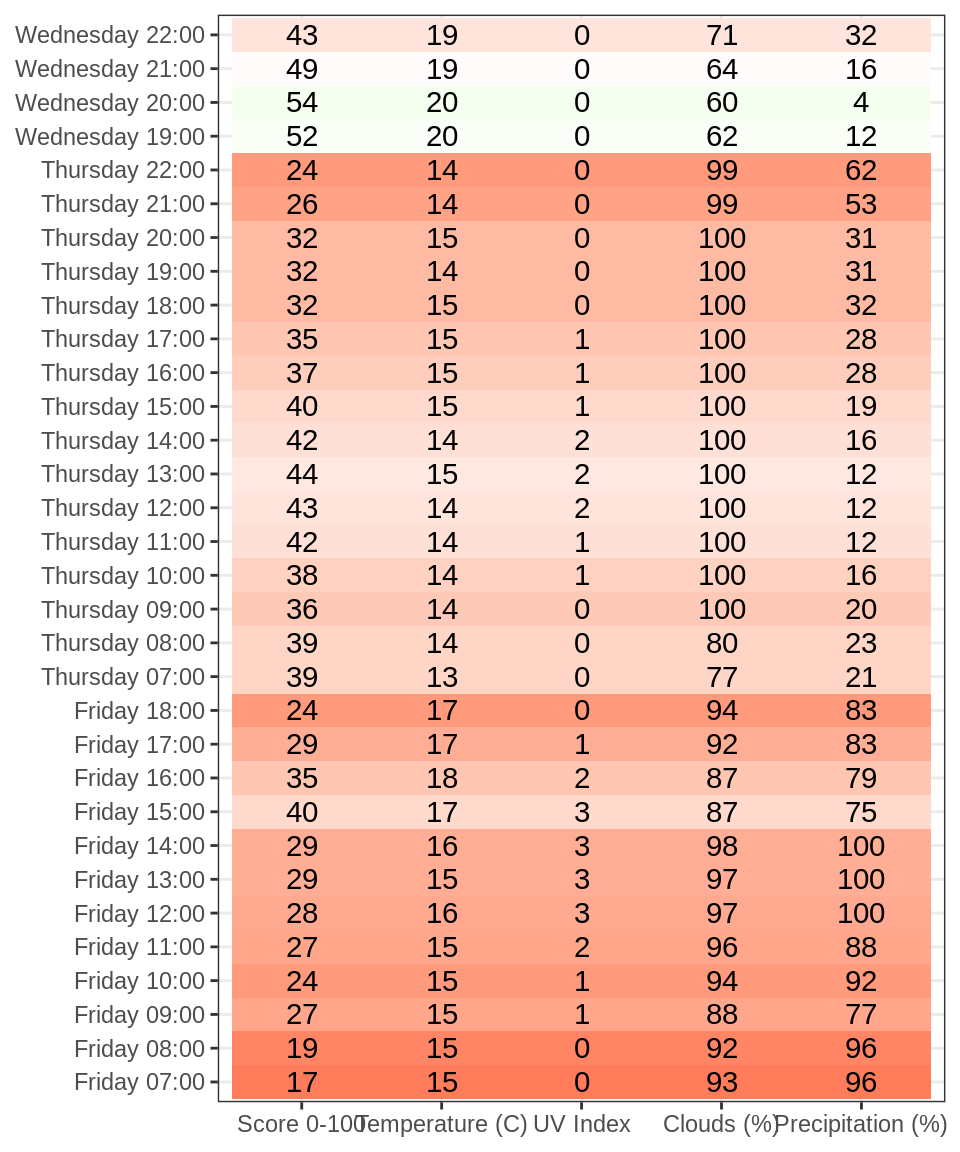 Wednesday 22:00 43 19 0 71 32
Wednesday 21:00 49 19 0 64 16
Wednesday 20:00 54 20 0 60 4
Wednesday 19:00 52 20 0 62 12
Thursday 22:00 24 14 0 99 62
Thursday 21:00 26 14 0 99 53
Thursday 20:00 32 15 0 100 31
Thursday 19:00 32 14 0 100 31
Thursday 18:00 32 15 0 100 32
Thursday 17:00 35 15 1 100 28
Thursday 16:00 37 15 1 100 28
Thursday 15:00 40 15 1 100 19
Thursday 14:00 42 14 2 100 16
Thursday 13:00 44 15 2 100 12
Thursday 12:00 43 14 2 100 12
Thursday 11:00 42 14 1 100 12
Thursday 10:00 38 14 1 100 16
Thursday 09:00 36 14 0 100 20
Thursday 08:00 39 14 0 80 23
Thursday 07:00 39 13 0 77 21
Friday 18:00 24 17 0 94 83
Friday 17:00 29 17 1 92 83
Friday 16:00 35 18 2 87 79
Friday 15:00 40 17 3 87 75
Friday 14:00 29 16 3 98 100
Friday 13:00 29 15 3 97 100
Friday 12:00 28 16 3 97 100
Friday 11:00 27 15 2 96 88
Friday 10:00 24 15 1 94 92
Friday 09:00 27 15 1 88 77
Friday 08:00 19 15 0 92 96
Friday 07:00 17 15 0 93 96
Score 0-100 Temperature (C) UV Index Clouds (%) Precipitation (%)